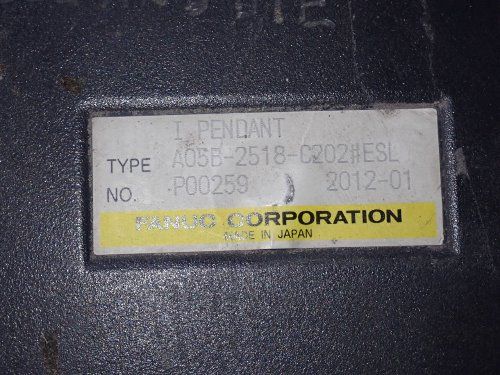 I PENDANT
TYPE A05B-2518-C202#ESL
NO. P00259 2012-01
FANUC CORPORATION
MADE IN JAPAN